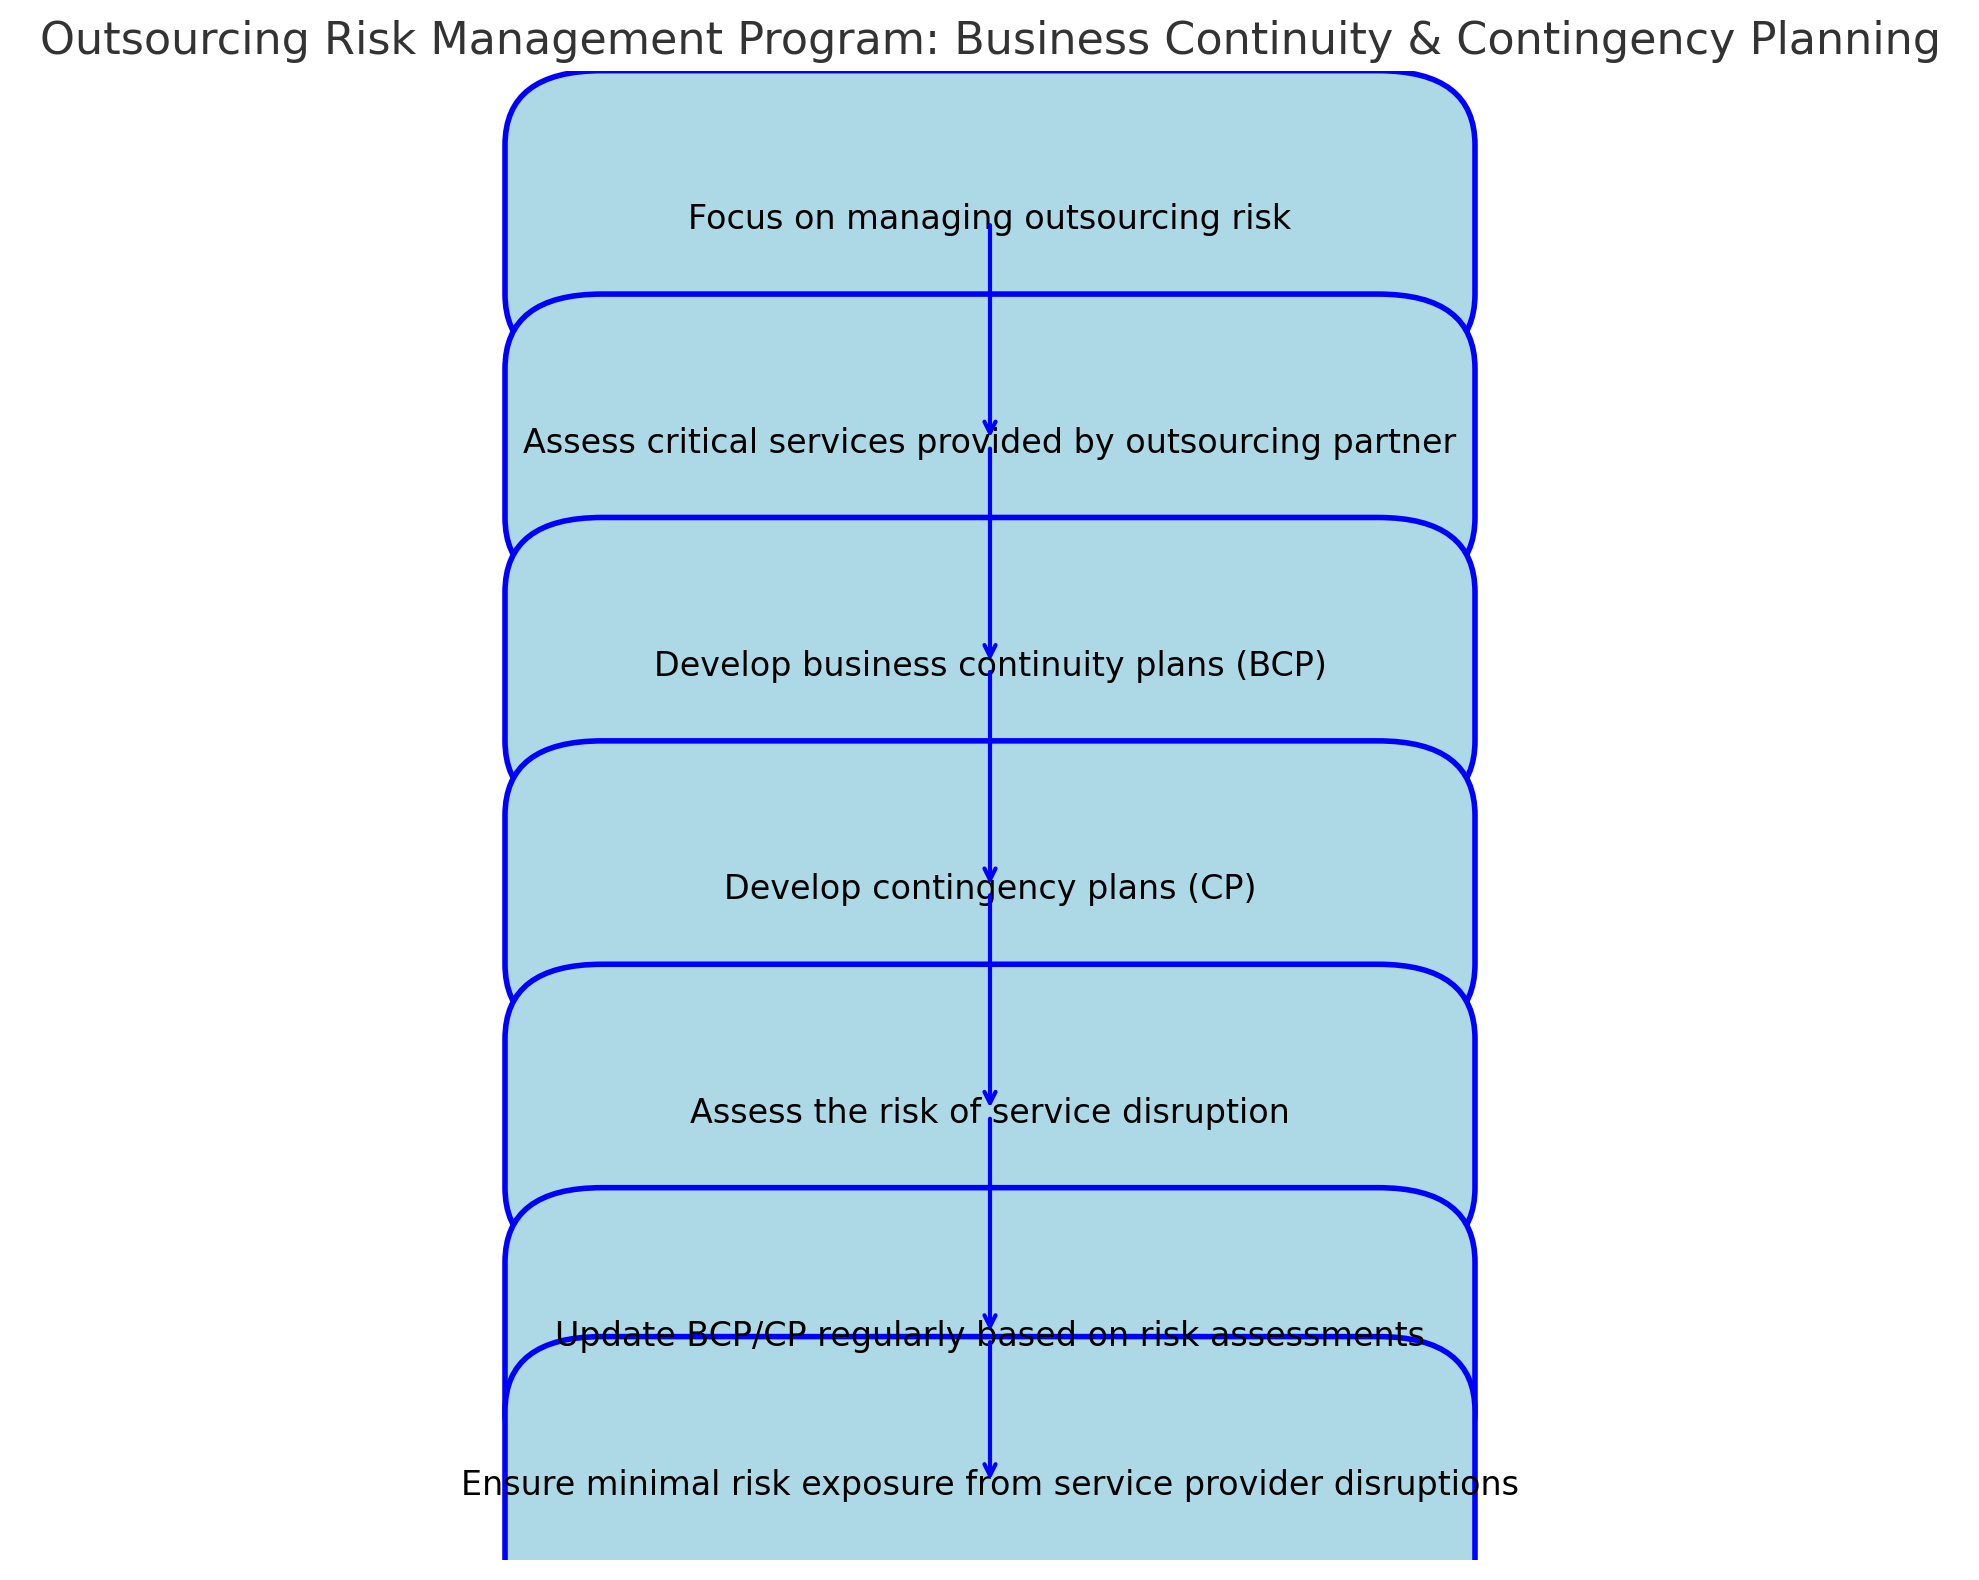 Outsourcing Risk Management Program: Business Continuity & Contingency Planning
Focus on managing outsourcing risk
Assess critical services provided by outsourcing partner
Develop business continuity plans (BCP)
Develop contingency plans (CP)
Assess the risk of service disruption
Update BCP/CP regularly based on risk assessments
Ensure minimal risk exposure from service provider disruptions